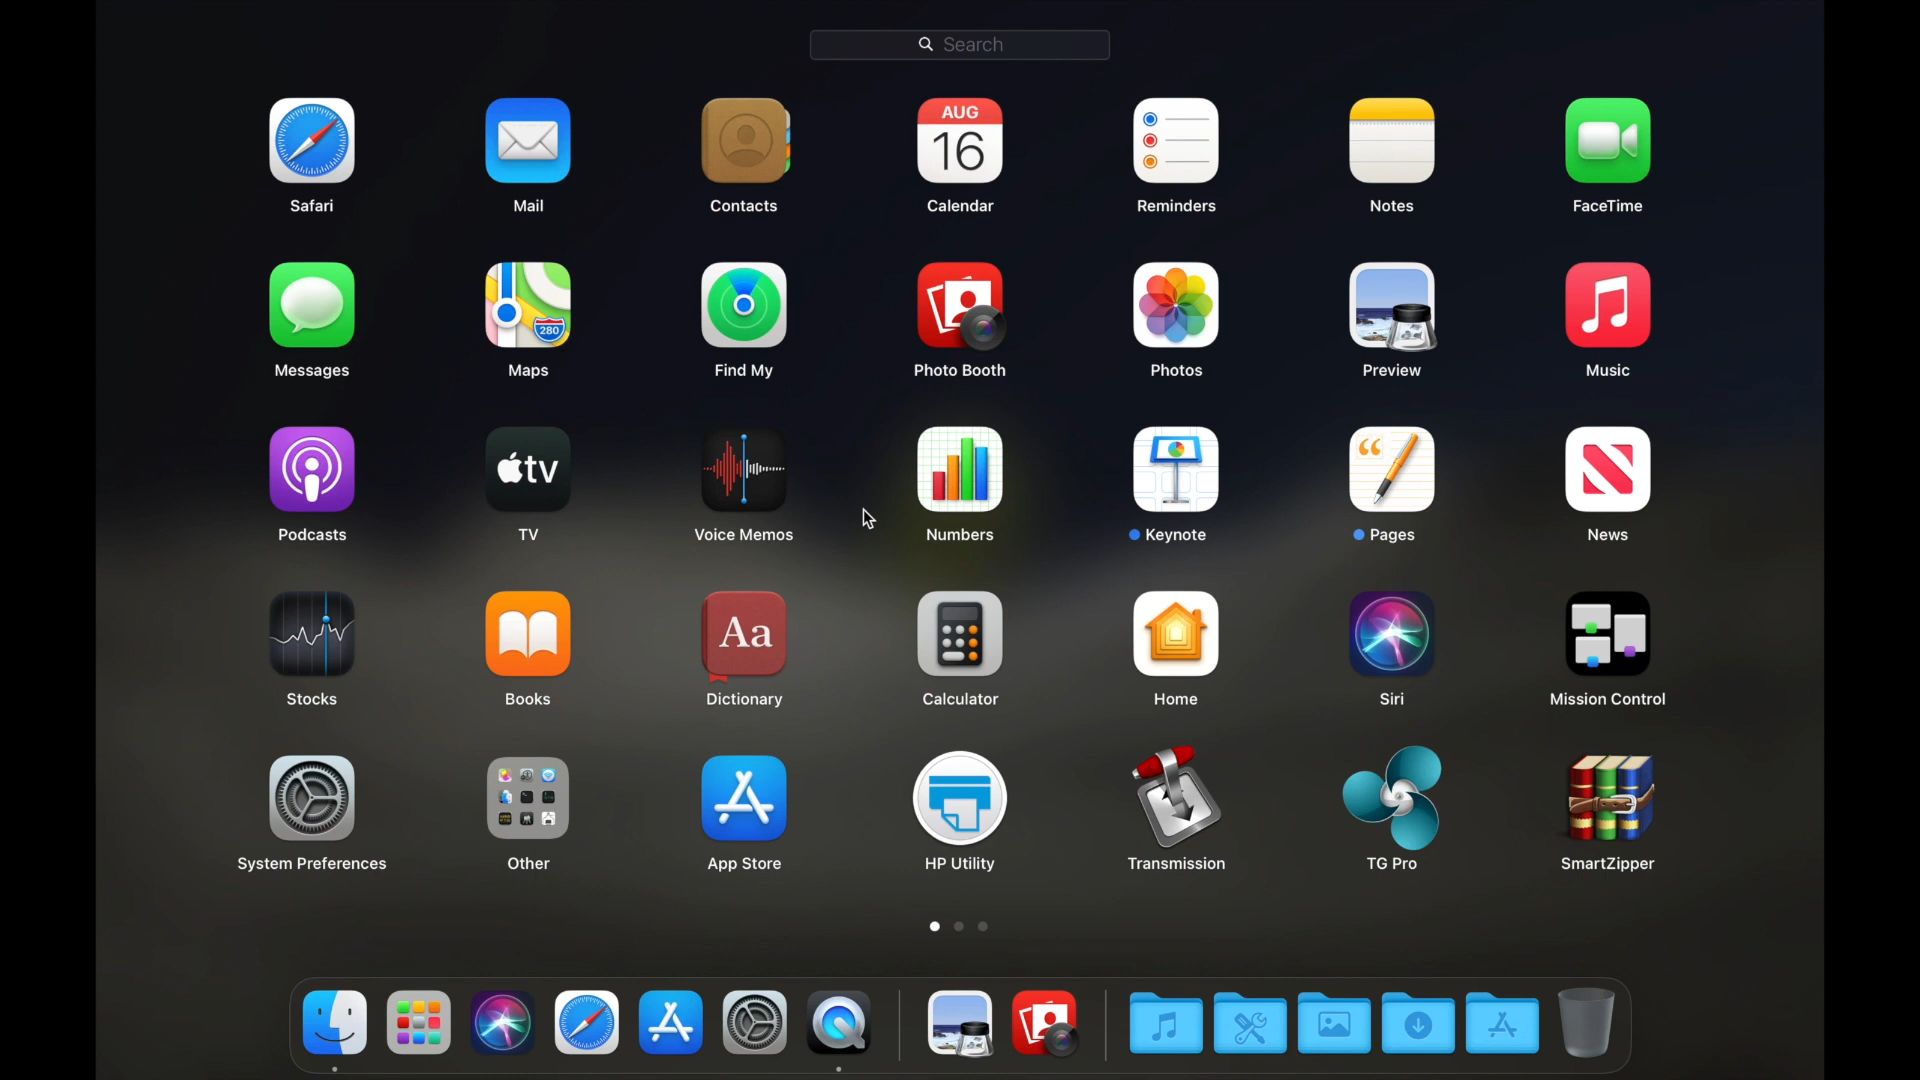 Search
AUG
16
Safari
Mail
Contacts
Calendar
Reminders
Notes
FaceTime
280
Messages
Maps
Find My
Photo Booth
Photos
Preview
Music
tv
Podcasts
TV
Voice Memos
Numbers
Keynote
Pages
News
Aa
Stocks
Books
Dictionary
Calculator
Home
Siri
Mission Control
System Preferences
Other
App Store
HP Utility
Transmission
TG Pro
SmartZipper